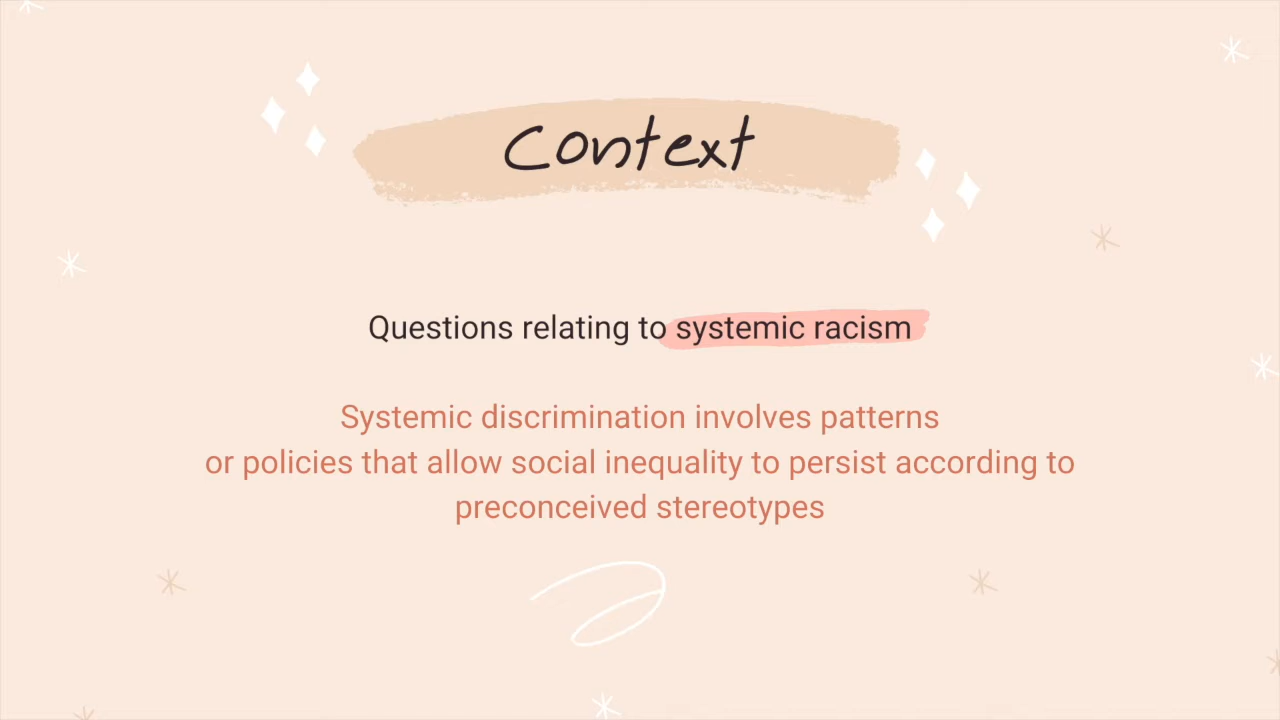 Context
Questions relating to systemic racism
Systemic discrimination involves patterns
or policies that allow social inequality to persist according to
preconceived stereotypes